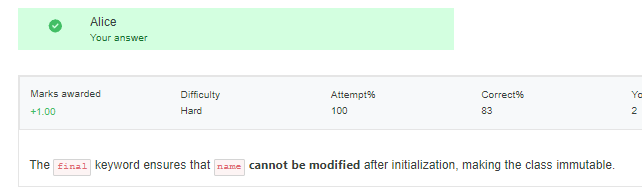 Alice
Your answer
Marks awarded Difficulty Attempt% Correct%
+1.00 Hard 100 83 2
The final keyword ensures that name cannot be modified after initialization, making the class immutable.